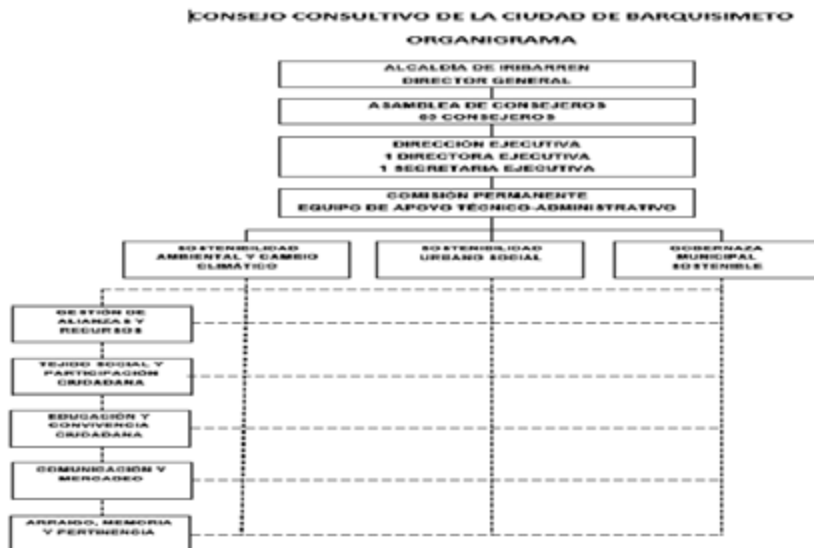 CONSEJO CONSULTIVO DE LA CIUDAD DE BARQUISIMETO
ORGANIGRAMA
ALCALDÍA DE IRIBARREN
DIRECTOR GENERAL
ASAMBLEA DE CONSEJEROS
63 CONSEJEROS
DIRECCIÓN EJECUTIVA
1 DIRECTORA EJECUTIVA
1 SECRETARIA EJECUTIVA
COMISIÓN PERMANENTE
EQUIPO DE APOYO TÉCNICO-ADMINISTRATIVO
SOSTENIBILIDAD
AMBIENTAL Y CAMBIO
CLIMÁTICO
SOSTENIBILIDAD
URBANO SOCIAL
GOBERNAZA
MUNICIPAL
SOSTENIBLE
GESTIÓN DE
ALIANZAS Y
RECURSOS
TEJIDO SOCIAL Y
PARTICIPACIÓN
CIUDADANA
EDUCACIÓN Y
CONVIVENCIA
CIUDADANA
COMUNICACIÓN Y
MERCADEO
ARRAIGO, MEMORIA
Y PERTINENCIA